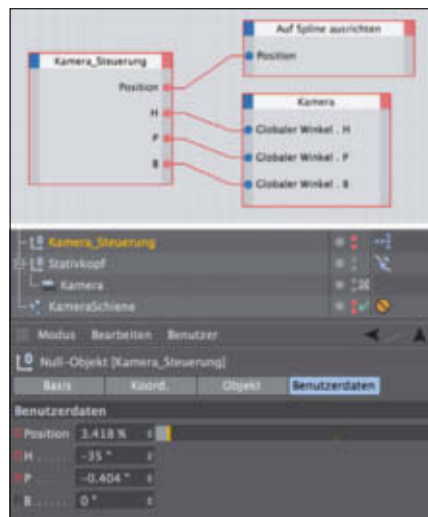 Auf Spline ausrichten
Position
Kamera_Steuerung
Position
H
P
B
Kamera
Globaler Winkel . H
Globaler Winkel . P
Globaler Winkel . B
Kamera_Steuerung
Stativkopf
Kamera
KameraSchiene
Modus Bearbeiten Benutzer
Null-Objekt [Kamera_Steuerung]
Basis Koord. Objekt Benutzerdaten
Benutzerdaten
Position 3.418 %
H . . . . . -35 °
P . . . . . -0.404 °
B . . . . . 0 °